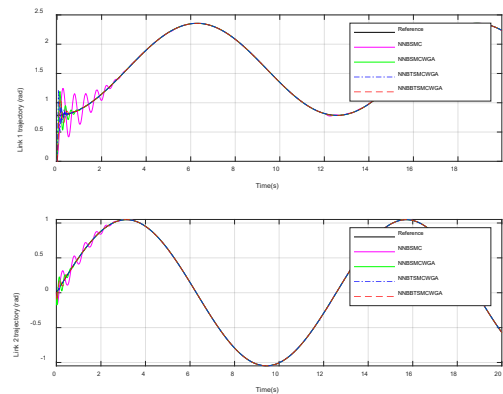 2.5
2
1.5
1
0.5
0
Link 1 trajectory (rad)
Reference
NNBSMC
NNBSMCWGA
NNBTSMCWGA
NNBBTSMCWGA
0 2 4 6 8 10 12 14 16 18
Time(s)
1
0.5
0
-0.5
-1
Link 2 trajectory (rad)
Reference
NNBSMC
NNBSMCWGA
NNBTSMCWGA
NNBBTSMCWGA
0 2 4 6 8 10 12 14 16 18 20
Time(s)